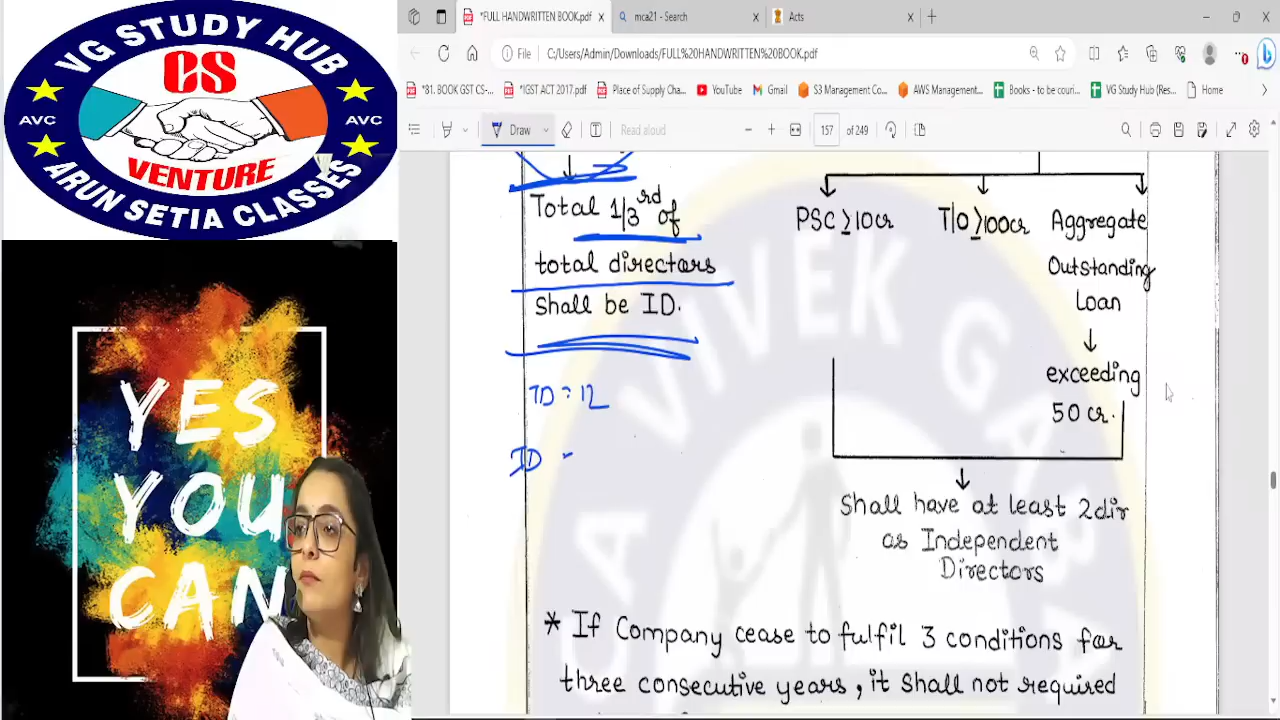 VG STUDY HUB
CS
VENTURE
AVC
AVC
ARUN SETIA CLASSES
YES
YOU
CAN
*FULL HANDWRITTEN BOOK.pdf
mca21 - Search
Acts
File
C:/Users/Admin/Downloads/FULL%20HANDWRITTEN%20BOOK.pdf
*81. BOOK GST CS-...
*IGST ACT 2017.pdf
Place of Supply Cha...
YouTube
Gmail
S3 Management Co...
AWS Management...
Books - to be couri...
VG Study Hub (Res...
Home
Draw
Read aloud
157 of 249
Total 1/3rd of
total directors
shall be ID.
ID = 12
ID =
PSC ≥ 10cr
T/O ≥ 100cr
Aggregate
Outstanding
Loan
exceeding
50 cr.
Shall have at least 2 dir
as Independent
Directors
* If Company cease to fulfil 3 conditions for
three consecutive years, it shall not required
VIVEK G